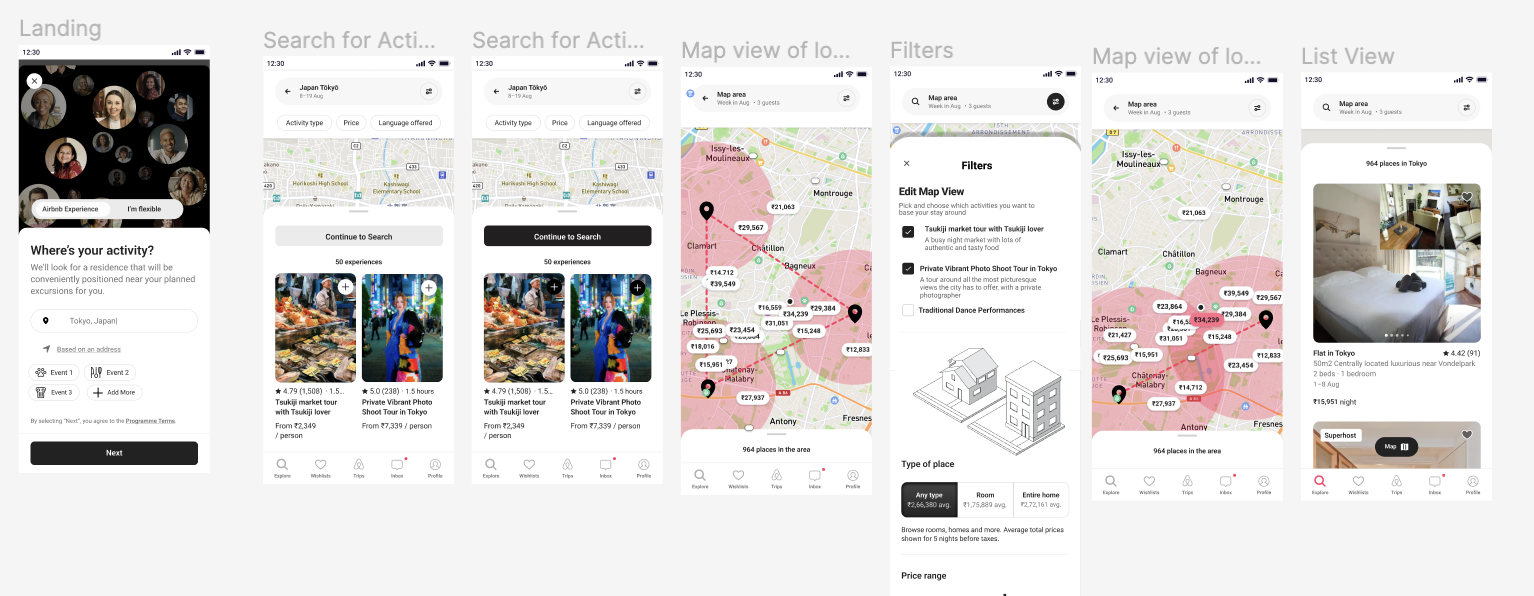 Landing
12:30
Airbnb Experience
I'm flexible
Where's your activity?
We'll look for a residence that will be
conveniently positioned near your planned
excursions for you.
Tokyo, Japan|
Based on an address
Event 1
Event 2
Event 3
Add More
By selecting "Next", you agree to the Programme Terms.
Next
Search for Acti...
12:30
Japan Tōkyō
8–19 Aug
Activity type
Price
Language offered
Horikoshi High School
Kashiwagi
Elementary School
Continue to Search
50 experiences
4.79 (1,508) · 1.5...
Tsukiji market tour
with Tsukiji lover
From ₹2,349
/ person
5.0 (238) · 1.5 hours
Private Vibrant Photo
Shoot Tour in Tokyo
From ₹7,339 / person
Explore
Wishlists
Trips
Inbox
Profile
Search for Acti...
12:30
Japan Tōkyō
8–19 Aug
Activity type
Price
Language offered
Horikoshi High School
Kashiwagi
Elementary School
Continue to Search
50 experiences
4.79 (1,508) · 1.5...
Tsukiji market tour
with Tsukiji lover
From ₹2,349
/ person
5.0 (238) · 1.5 hours
Private Vibrant Photo
Shoot Tour in Tokyo
From ₹7,339 / person
Explore
Wishlists
Trips
Inbox
Profile
Map view of lo...
12:30
Map area
Week in Aug • 3 guests
Issy-les-
Moulineaux
Montrouge
₹21,063
₹29,567
Clamart
Châtillon
Bagneux
₹14.712
₹39,549
₹16,559
₹29,384
₹34,239
₹31,051
Le Plessis-
Robinson
₹25,693
₹23,454
₹15,248
₹18,016
₹12,833
₹15,951
Châtenay-
Malabry
₹27,937
Antony
Fresnes
964 places in the area
Explore
Wishlists
Trips
Inbox
Profile
Filters
12:30
Map area
Week in Aug • 3 guests
15TH
ARRONDISSEMENT
Filters
Edit Map View
Pick and choose which activities you want to
base your stay around
Tsukiji market tour with Tsukiji lover
A busy night market with lots of
authentic and tasty food
Private Vibrant Photo Shoot Tour in Tokyo
A tour around all the most picturesque
views the city has to offer, with a private
photographer
Traditional Dance Performances
Type of place
Any type
₹2,66,380 avg.
Room
₹1,75,889 avg.
Entire home
₹2,72,161 avg.
Browse rooms, homes and more. Average total prices
shown for 5 nights before taxes.
Price range
Map view of lo...
12:30
Map area
Week in Aug • 3 guests
Issy-les-
Moulineaux
Montrouge
₹21,063
Clamart
Châtillon
Bagneux
₹39,549
₹29,567
₹23,864
₹29,384
₹34,239
Le Plessis-
Robinson
₹21,427
₹31,051
₹15,248
₹25,693
₹15,951
₹12,833
₹23,454
Châtenay-
Malabry
₹14,712
₹27,937
Antony
Fresnes
964 places in the area
Explore
Wishlists
Trips
Inbox
Profile
List View
12:30
Map area
Week in Aug • 3 guests
964 places in Tokyo
Flat in Tokyo
4.42 (91)
50m2 Centrally located luxurious near Vondelpark
2 beds · 1 bedroom
1–8 Aug
₹15,951 night
Superhost
Map
Explore
Wishlists
Trips
Inbox
Profile